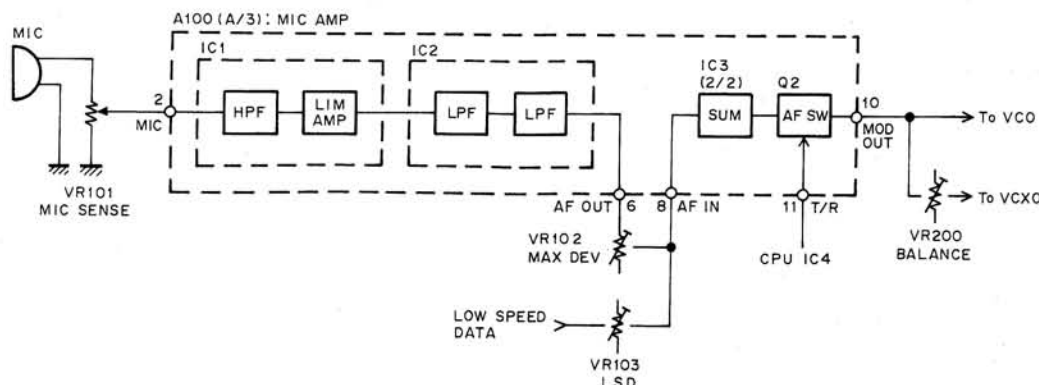 A100 (A/3): MIC AMP
MIC
IC1
IC2
IC3
(2/2)
Q2
2
MIC
HPF
LIM
AMP
LPF
LPF
SUM
AF SW
10
MOD
OUT
To VCO
To VCXO
VR101
MIC SENSE
AF OUT
6
8
AF IN
11
T/R
VR102
MAX DEV
CPU IC4
VR200
BALANCE
LOW SPEED
DATA
VR103